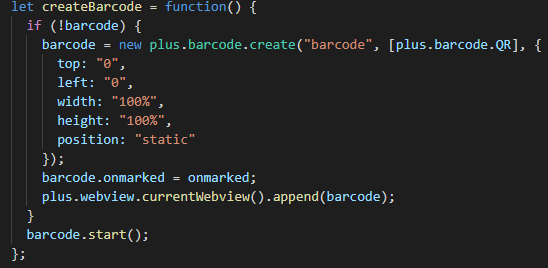 let createBarcode = function() {
if (!barcode) {
barcode = new plus.barcode.create("barcode", [plus.barcode.QR], {
top: "0",
left: "0",
width: "100%",
height: "100%",
position: "static"
});
barcode.onmarked = onmarked;
plus.webview.currentWebview().append(barcode);
}
barcode.start();
};